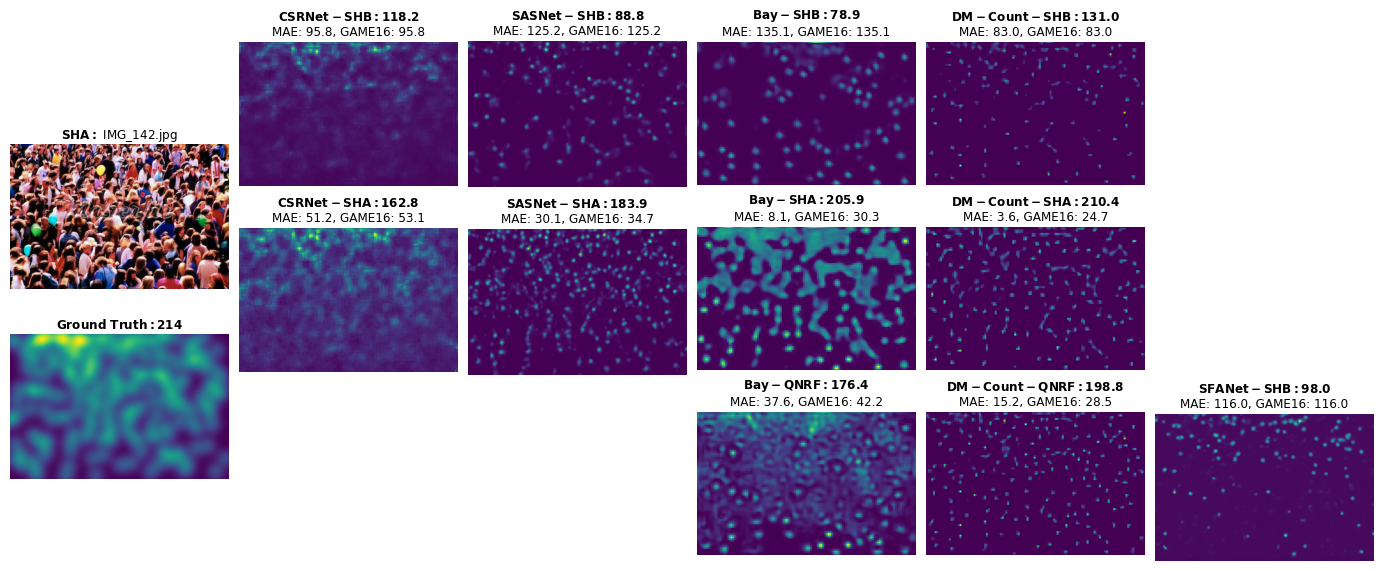 SHA: IMG_142.jpg
Ground Truth: 214
CSRNet-SHB: 118.2
MAE: 95.8, GAME16: 95.8
SASNet-SHB: 88.8
MAE: 125.2, GAME16: 125.2
Bay-SHB: 78.9
MAE: 135.1, GAME16: 135.1
DM-Count-SHB: 131.0
MAE: 83.0, GAME16: 83.0
CSRNet-SHA: 162.8
MAE: 51.2, GAME16: 53.1
SASNet-SHA: 183.9
MAE: 30.1, GAME16: 34.7
Bay-SHA: 205.9
MAE: 8.1, GAME16: 30.3
DM-Count-SHA: 210.4
MAE: 3.6, GAME16: 24.7
Bay-QNRF: 176.4
MAE: 37.6, GAME16: 42.2
DM-Count-QNRF: 198.8
MAE: 15.2, GAME16: 28.5
SFANet-SHB: 98.0
MAE: 116.0, GAME16: 116.0